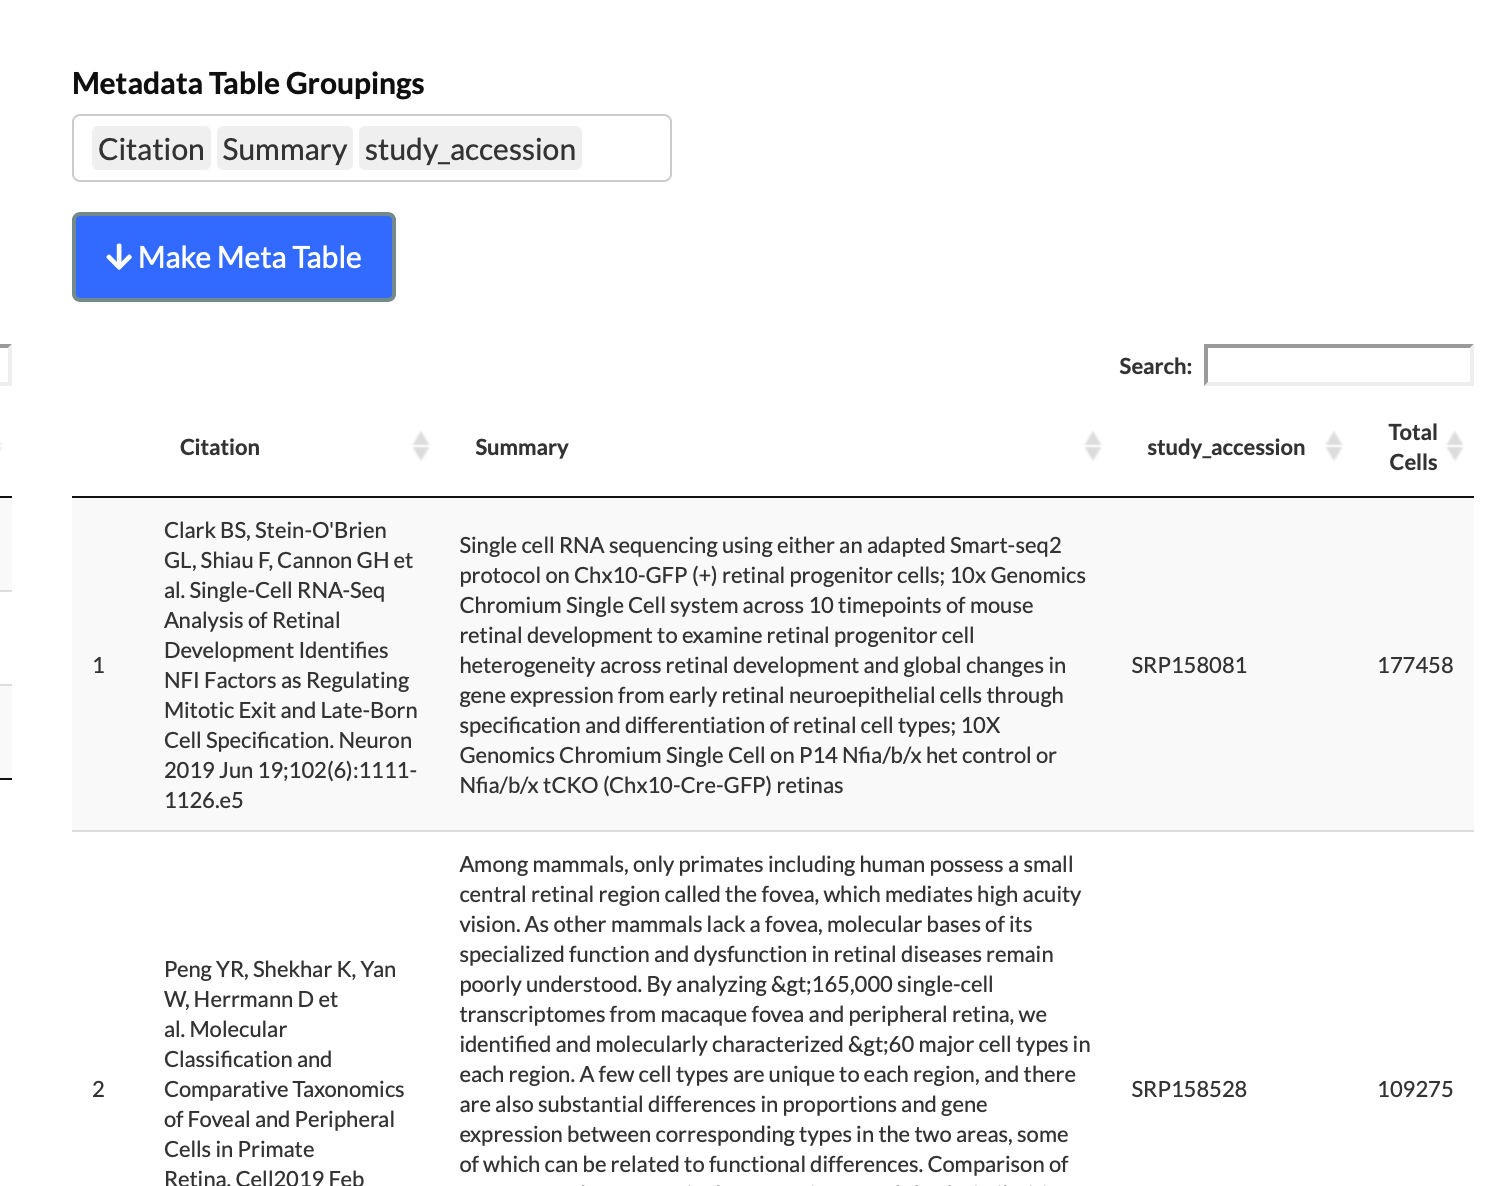 Metadata Table Groupings
Citation Summary study_accession
Make Meta Table
Search:
Citation Summary study_accession Total Cells
1
Clark BS, Stein-O'Brien
GL, Shiau F, Cannon GH et
al. Single-Cell RNA-Seq
Analysis of Retinal
Development Identifies
NFI Factors as Regulating
Mitotic Exit and Late-Born
Cell Specification. Neuron
2019 Jun 19;102(6):1111-
1126.e5
Single cell RNA sequencing using either an adapted Smart-seq2
protocol on Chx10-GFP (+) retinal progenitor cells; 10x Genomics
Chromium Single Cell system across 10 timepoints of mouse
retinal development to examine retinal progenitor cell
heterogeneity across retinal development and global changes in
gene expression from early retinal neuroepithelial cells through
specification and differentiation of retinal cell types; 10X
Genomics Chromium Single Cell on P14 Nfia/b/x het control or
Nfia/b/x tCKO (Chx10-Cre-GFP) retinas
SRP158081
177458
2
Peng YR, Shekhar K, Yan
W, Herrmann D et
al. Molecular
Classification and
Comparative Taxonomics
of Foveal and Peripheral
Cells in Primate
Retina. Cell2019 Feb
Among mammals, only primates including human possess a small
central retinal region called the fovea, which mediates high acuity
vision. As other mammals lack a fovea, molecular bases of its
specialized function and dysfunction in retinal diseases remain
poorly understood. By analyzing &gt;165,000 single-cell
transcriptomes from macaque fovea and peripheral retina, we
identified and molecularly characterized &gt;60 major cell types in
each region. A few cell types are unique to each region, and there
are also substantial differences in proportions and gene
expression between corresponding types in the two areas, some
of which can be related to functional differences. Comparison of
SRP158528
109275